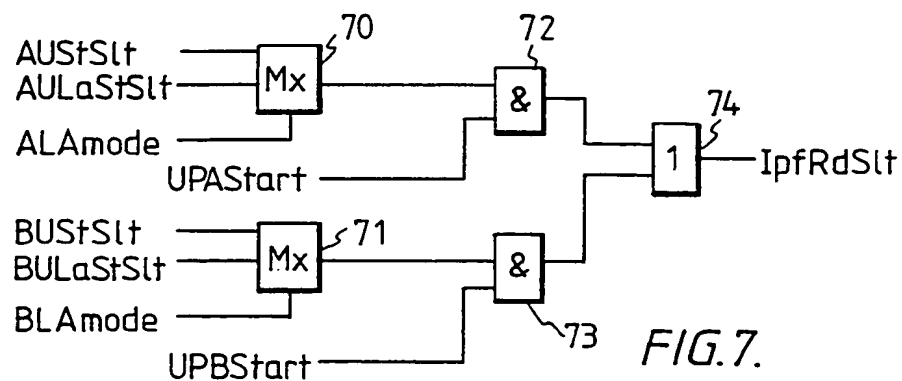 70
AUStSlt
AULaStSlt
Mx
72
&
ALAmode
74
1
IpfRdSlt
UPAStart
BUStSlt
71
BULaStSlt
Mx
&
BLAmode
73
UPBStart
FIG.7.